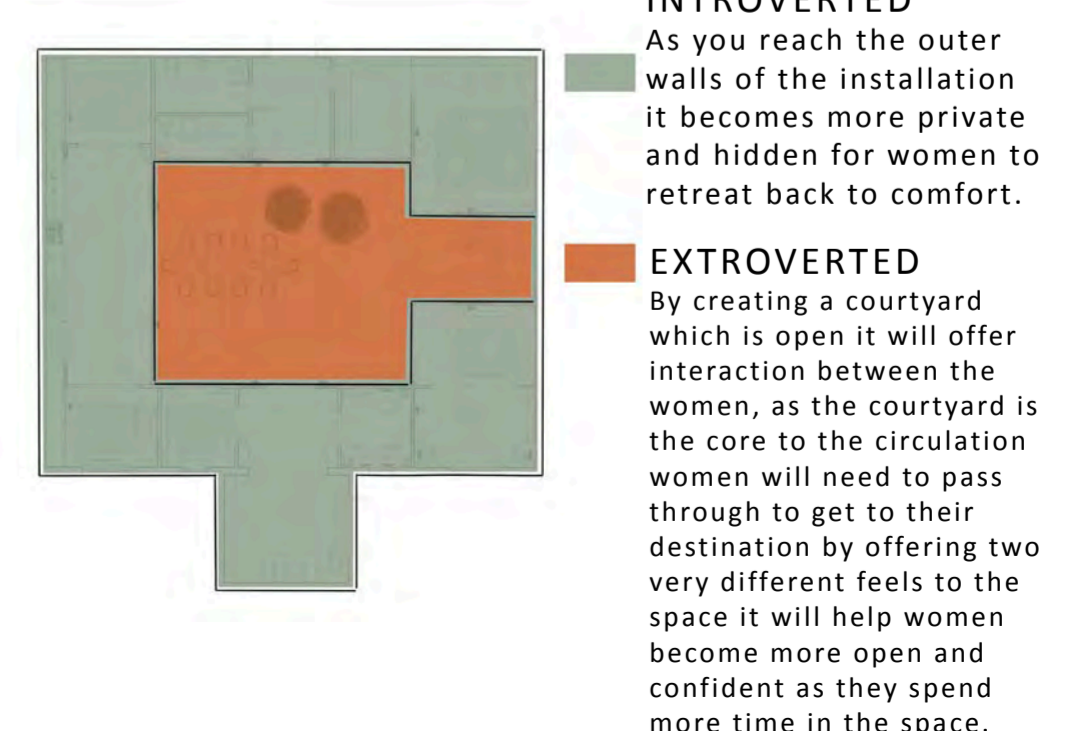 INTROVERTED
As you reach the outer
walls of the installation
it becomes more private
and hidden for women to
retreat back to comfort.
EXTROVERTED
By creating a courtyard
which is open it will offer
interaction between the
women, as the courtyard is
the core to the circulation
women will need to pass
through to get to their
destination by offering two
very different feels to the
space it will help women
become more open and
confident as they spend
more time in the space.